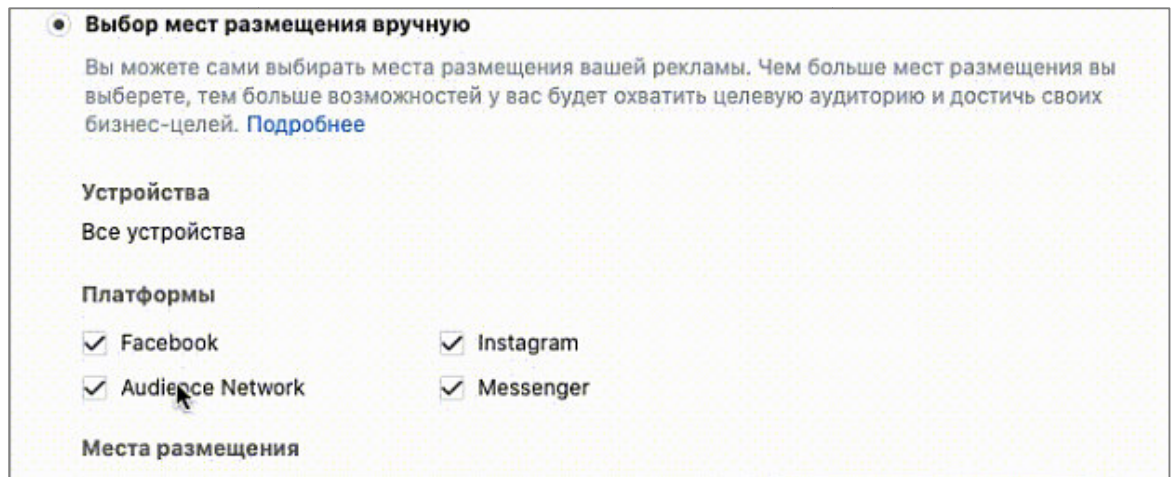 Выбор мест размещения вручную
Вы можете сами выбирать места размещения вашей рекламы. Чем больше мест размещения вы
выберете, тем больше возможностей у вас будет охватить целевую аудиторию и достичь своих
бизнес-целей. Подробнее
Устройства
Все устройства
Платформы
Facebook Instagram
Audience Network Messenger
Места размещения